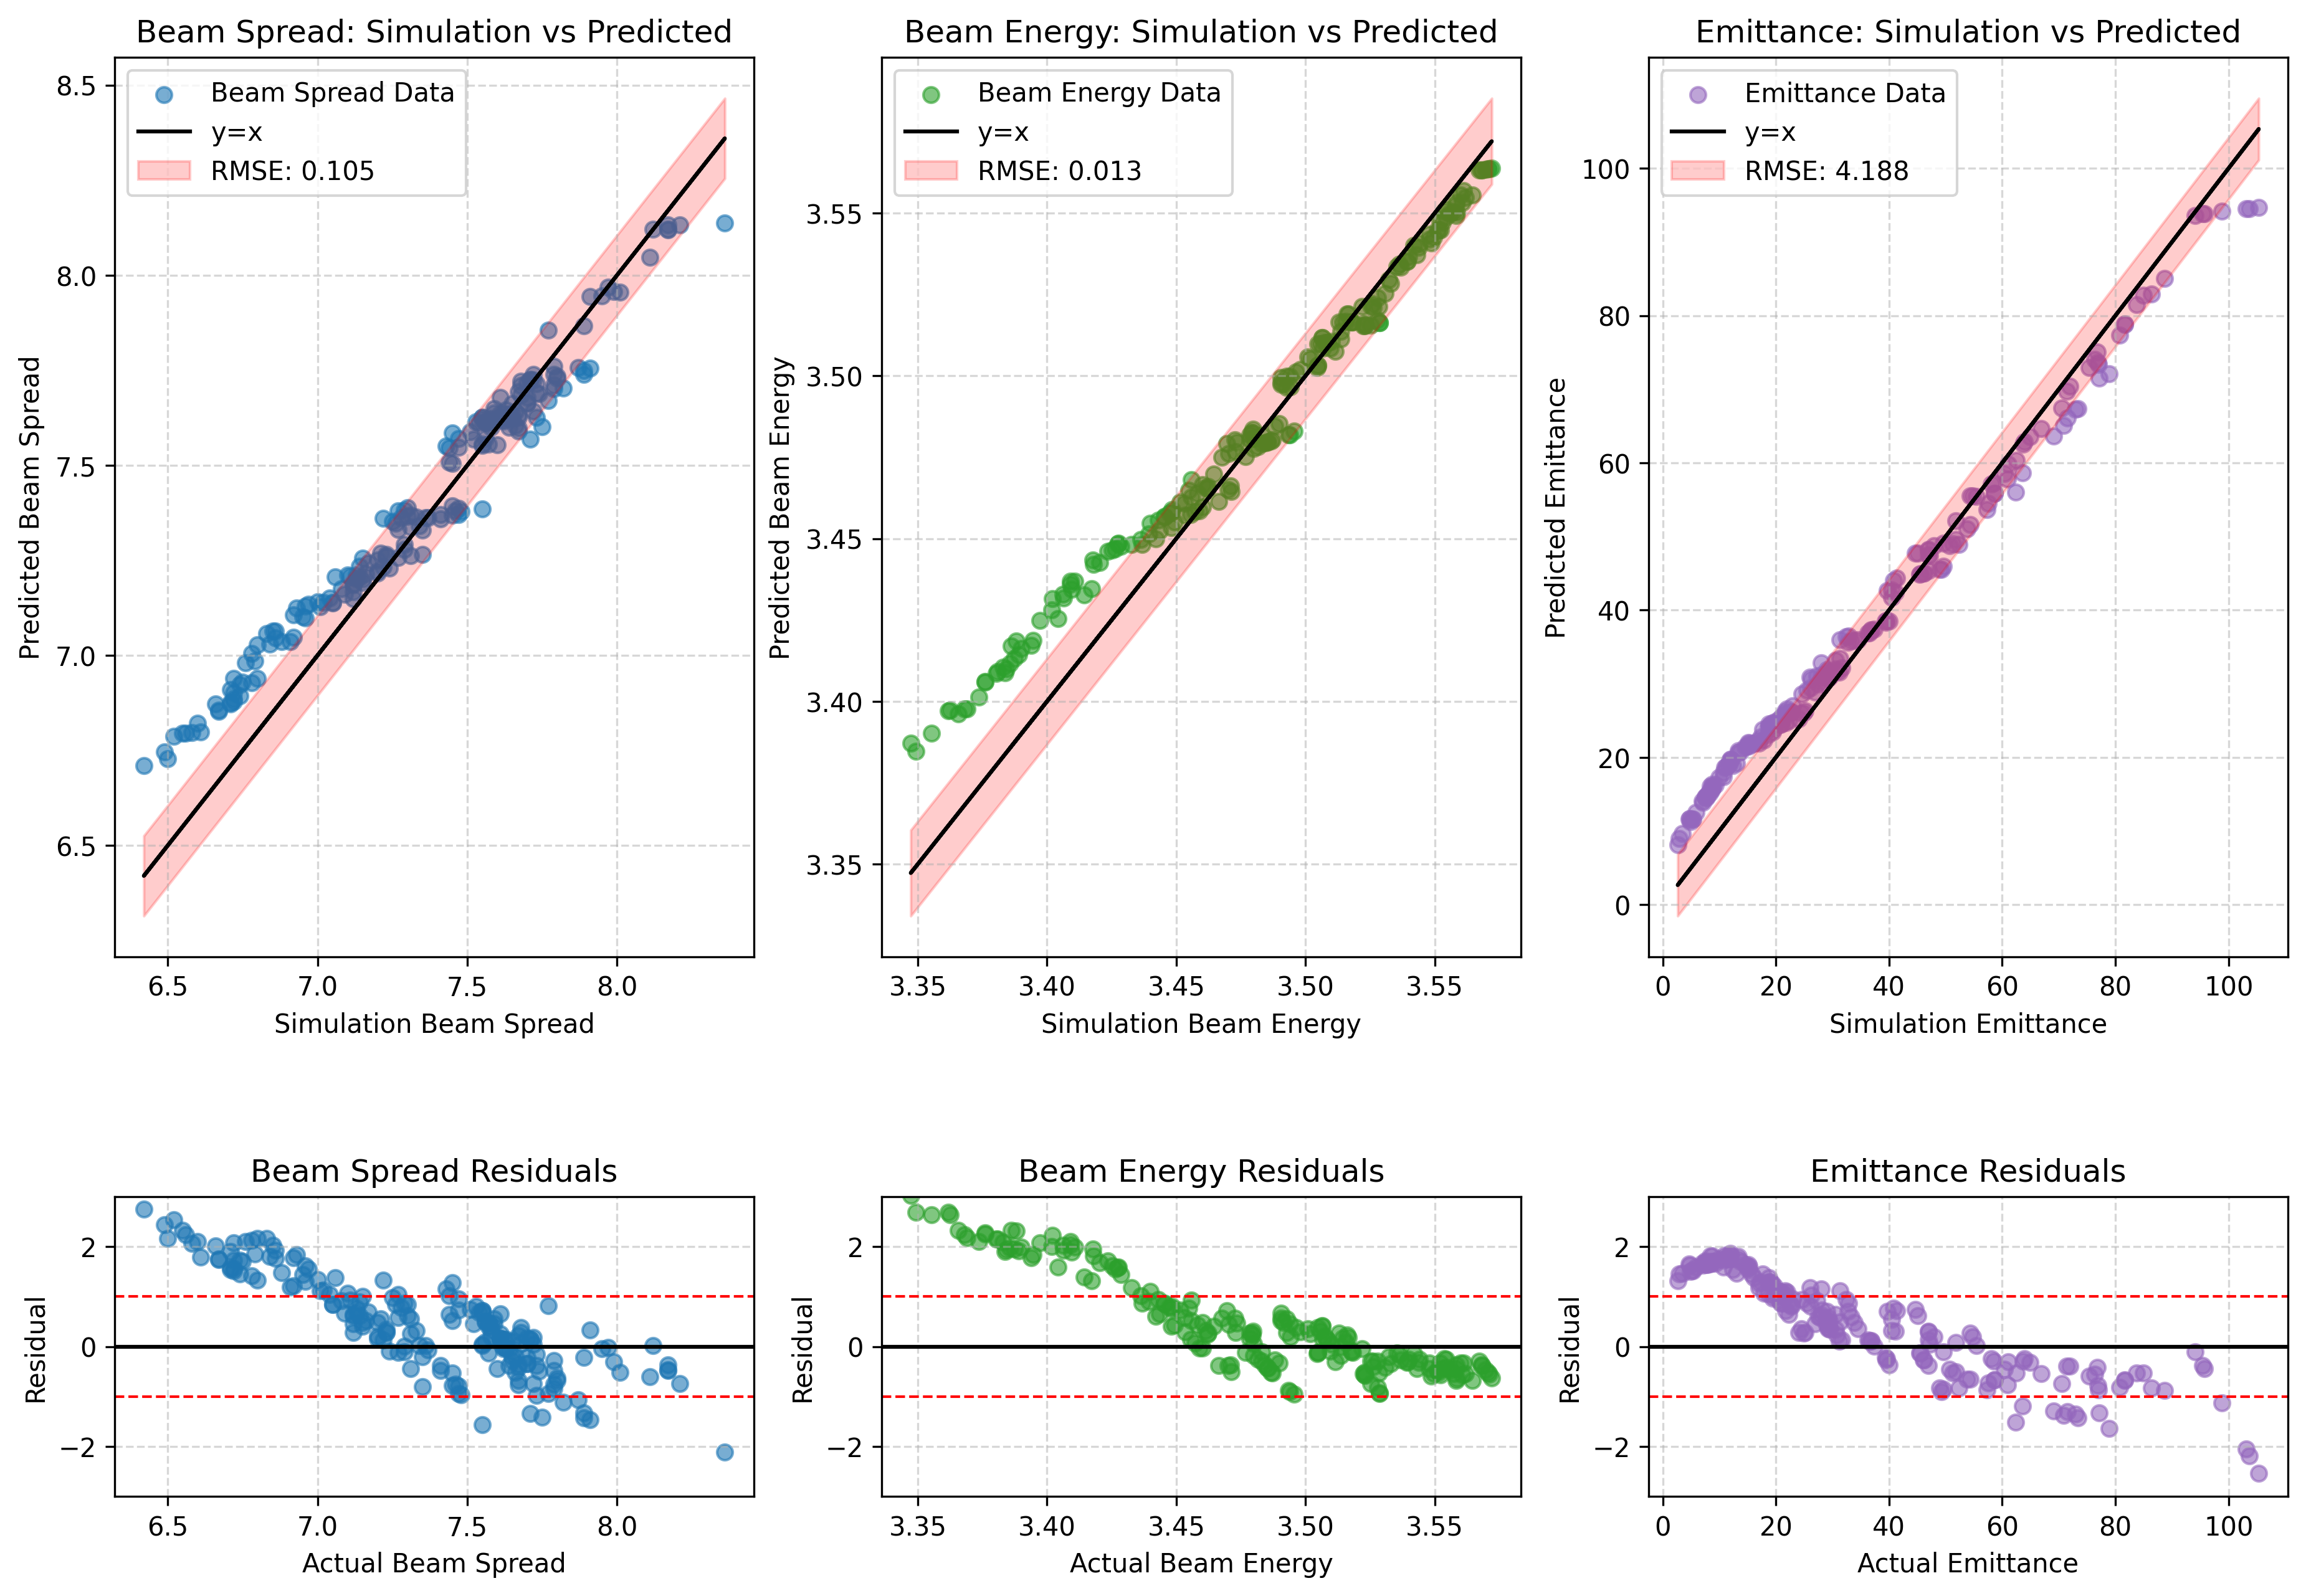 Beam Spread: Simulation vs Predicted
8.5
8.0
7.5
7.0
6.5
Predicted Beam Spread
Beam Spread Data
y=x
RMSE: 0.105
6.5 7.0 7.5 8.0
Simulation Beam Spread
Beam Energy: Simulation vs Predicted
3.55
3.50
3.45
3.40
3.35
Predicted Beam Energy
Beam Energy Data
y=x
RMSE: 0.013
3.35 3.40 3.45 3.50 3.55
Simulation Beam Energy
Emittance: Simulation vs Predicted
100
80
60
40
20
0
Predicted Emittance
Emittance Data
y=x
RMSE: 4.188
0 20 40 60 80 100
Simulation Emittance
Beam Spread Residuals
2
0
−2
Residual
6.5 7.0 7.5 8.0
Actual Beam Spread
Beam Energy Residuals
2
0
−2
Residual
3.35 3.40 3.45 3.50 3.55
Actual Beam Energy
Emittance Residuals
2
0
−2
Residual
0 20 40 60 80 100
Actual Emittance